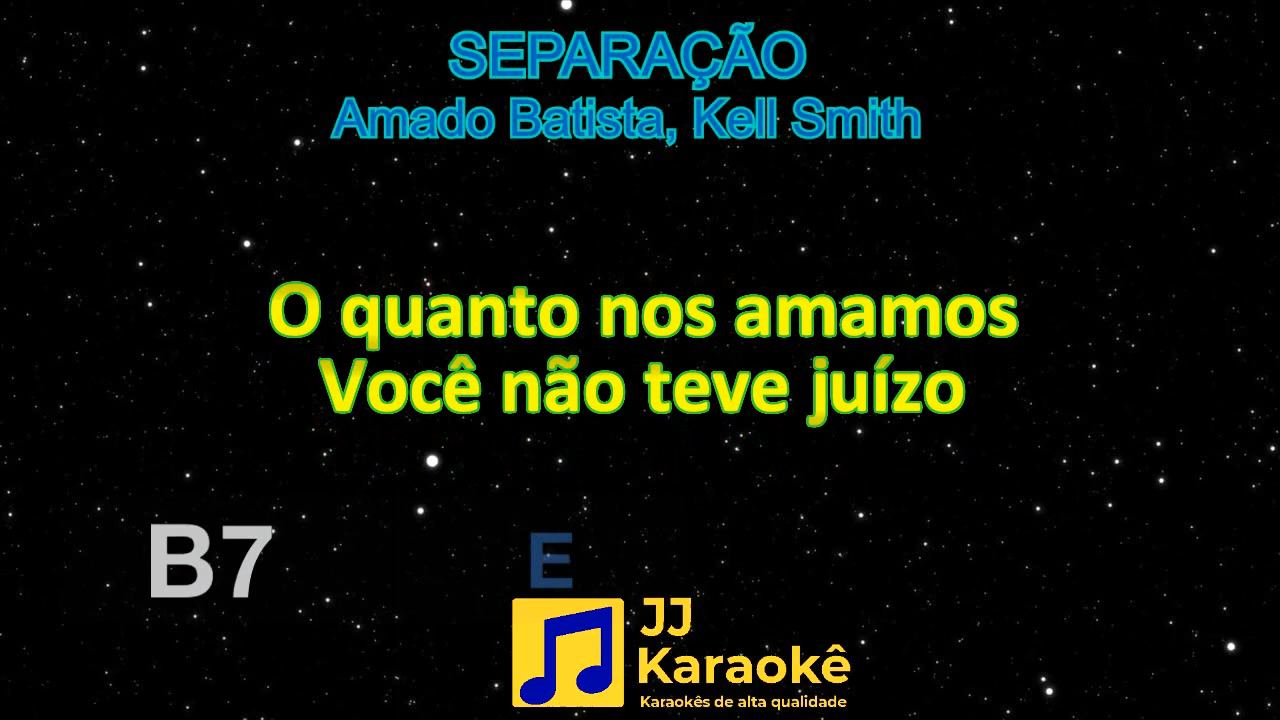 SEPARAÇÃO
Amado Batista, Kell Smith
O quanto nos amamos
Você não teve juízo
B7 E
JJ
Karaokê
Karaokês de alta qualidade